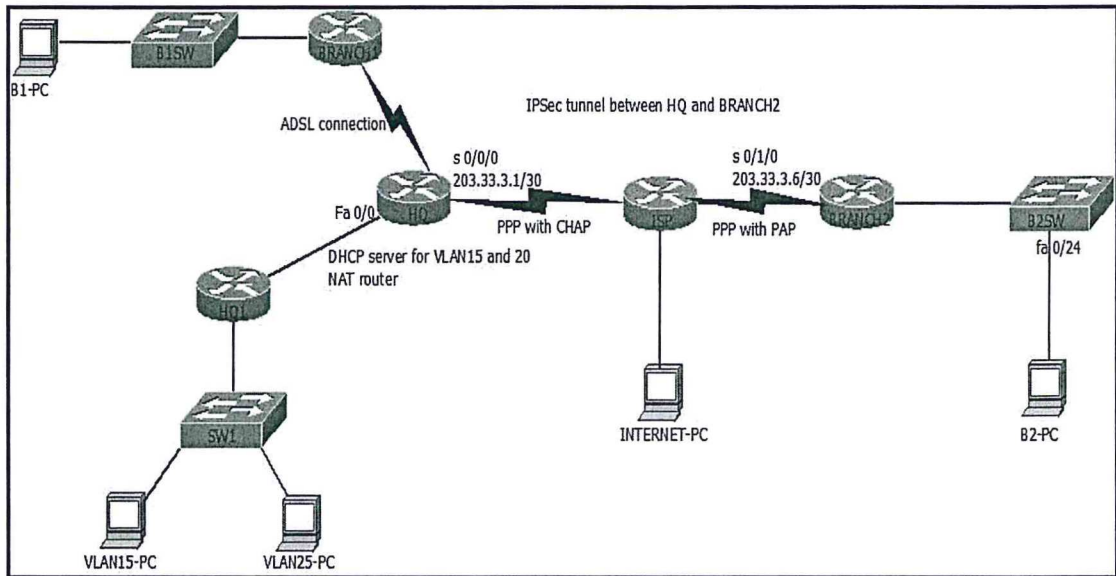 B1-PC
B1SW
BRANCH1
ADSL connection
IPSec tunnel between HQ and BRANCH2
s 0/0/0
203.33.3.1/30
s 0/1/0
203.33.3.6/30
HQ
ISP
BRANCH2
B2SW
Fa 0/0
PPP with CHAP
PPP with PAP
fa 0/24
DHCP server for VLAN15 and 20
NAT router
HQ1
SW1
INTERNET-PC
B2-PC
VLAN15-PC
VLAN25-PC